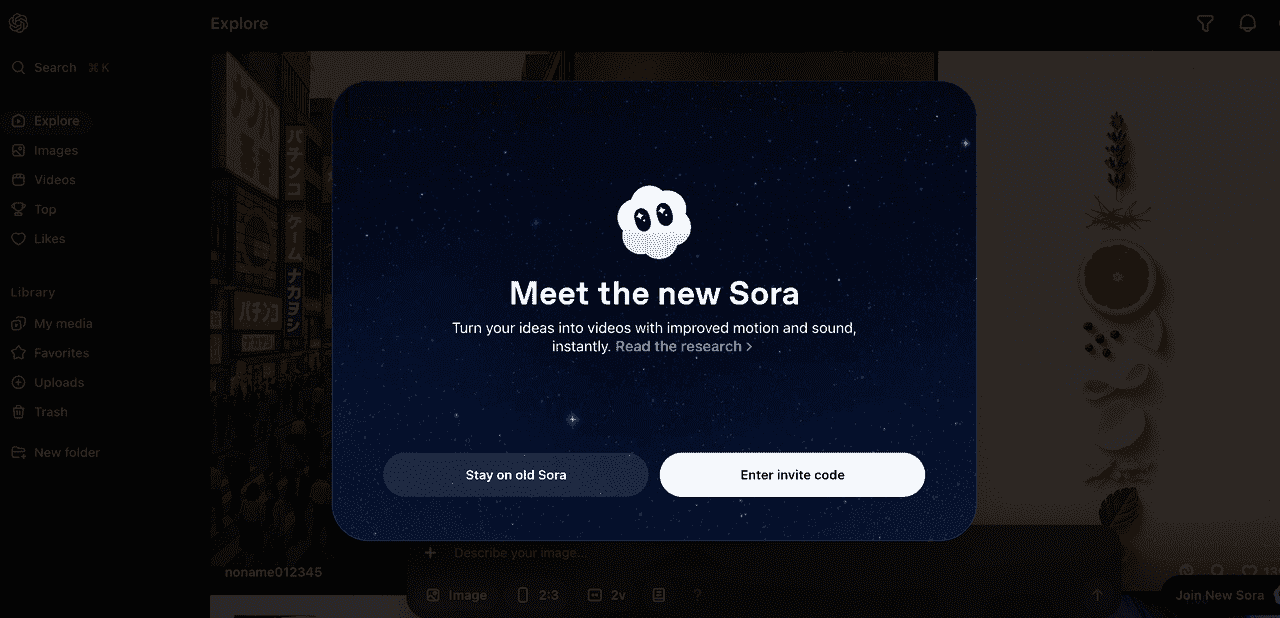 Explore
Search ⌘ K
Explore
Images
Videos
Top
Likes
Library
My media
Favorites
Uploads
Trash
New folder
パチンコ
ゲーム
ナカヲシ
パチンコ
noname012345
Meet the new Sora
Turn your ideas into videos with improved motion and sound,
instantly. Read the research >
Stay on old Sora
Enter invite code
+ Describe your image...
Image
2:3
2v
?
Join New Sora